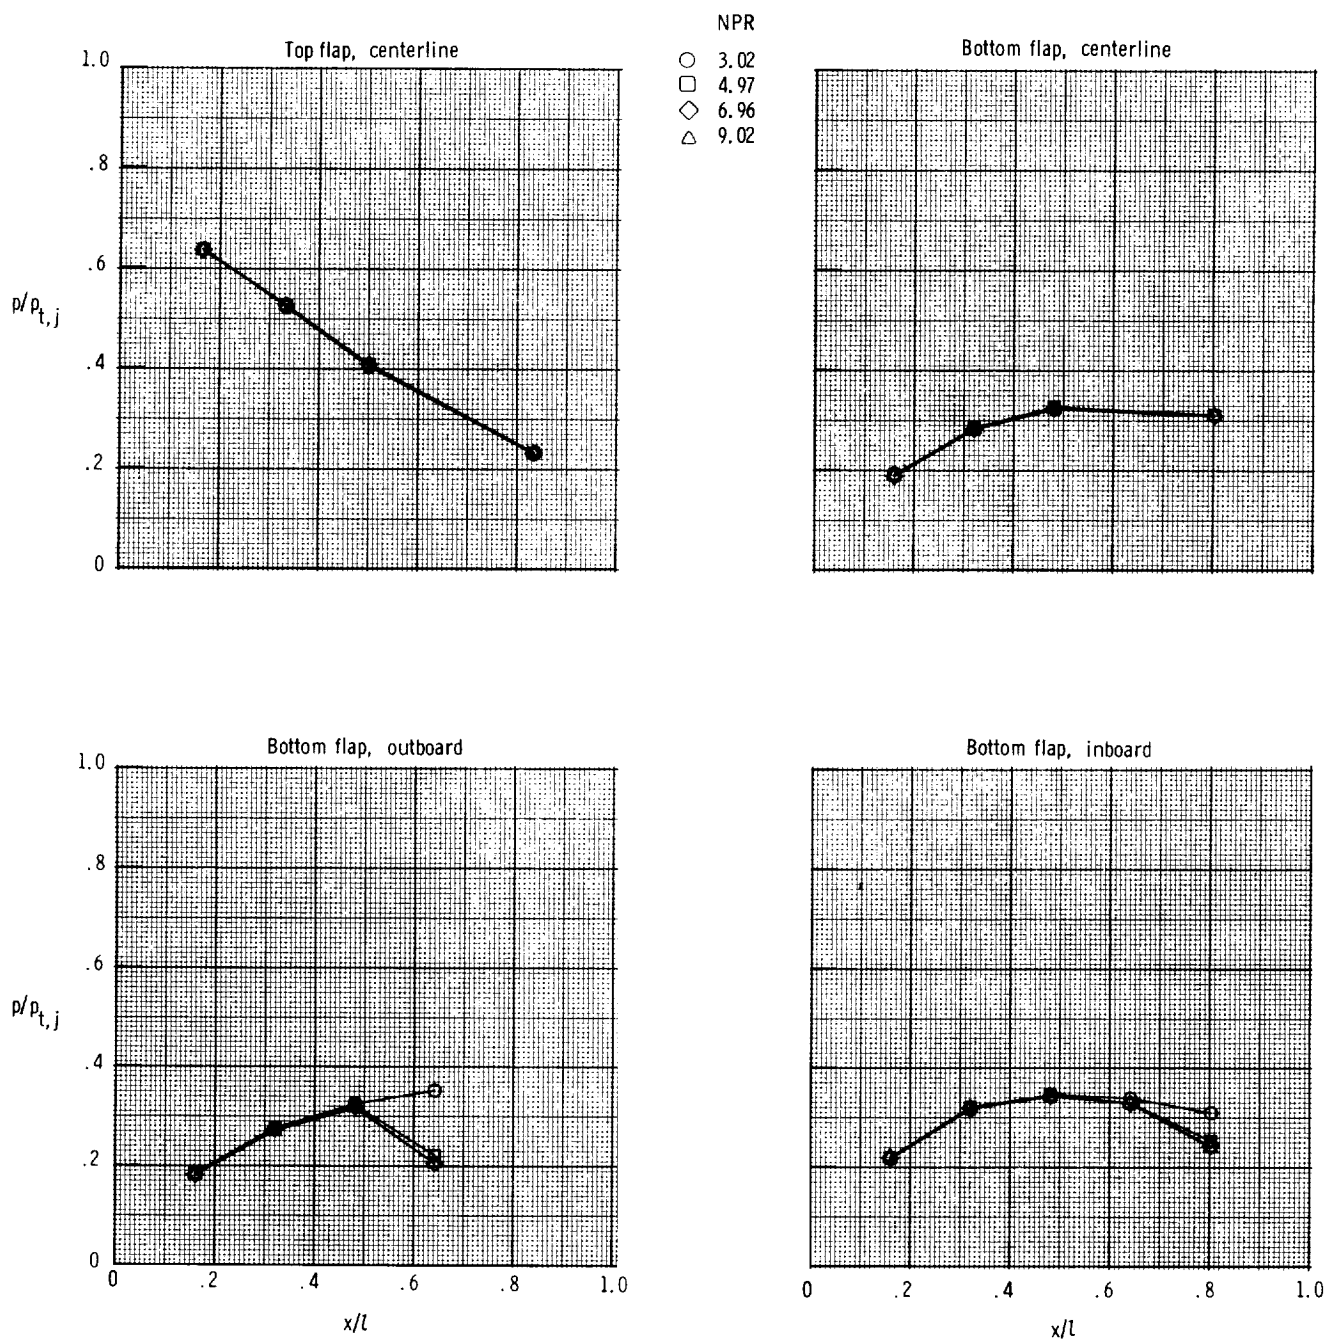 NPR
3.02
4.97
6.96
9.02
Top flap, centerline
1.0
.8
.6
.4
.2
0
p/pt,j
Bottom flap, centerline
Bottom flap, outboard
1.0
.8
.6
.4
.2
0
p/pt,j
0 .2 .4 .6 .8 1.0
x/l
Bottom flap, inboard
0 .2 .4 .6 .8 1.0
x/l